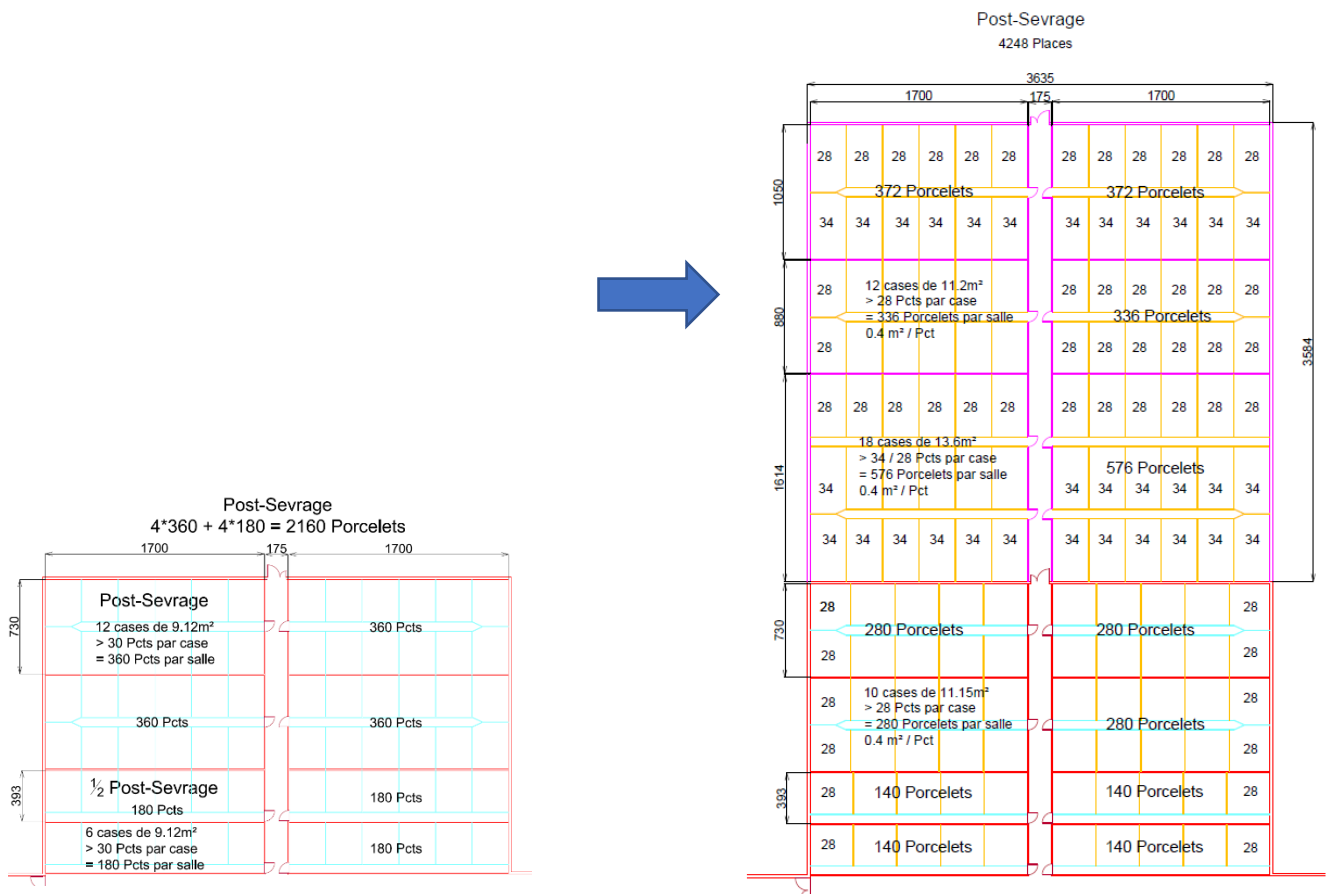 Post-Sevrage
4*360 + 4*180 = 2160 Porcelets
1700 175 1700
730
Post-Sevrage
12 cases de 9.12m²
> 30 Pcts par case
= 360 Pcts par salle
360 Pcts
360 Pcts
360 Pcts
393
½ Post-Sevrage
180 Pcts
180 Pcts
6 cases de 9.12m²
> 30 Pcts par case
= 180 Pcts par salle
180 Pcts
Post-Sevrage
4248 Places
3635
1700 175 1700
28 28 28 28 28 28 28 28 28 28 28 28
1050
372 Porcelets 372 Porcelets
34 34 34 34 34 34 34 34 34 34 34 34
28 28 28 28 28 28 28
12 cases de 11.2m²
> 28 Pcts par case
= 336 Porcelets par salle
0.4 m² / Pct
880
336 Porcelets
28 28 28 28 28 28 28
3584
28 28 28 28 28 28 28 28 28 28 28 28
18 cases de 13.6m²
> 34 / 28 Pcts par case
= 576 Porcelets par salle
0.4 m² / Pct
1614
576 Porcelets
34 34 34 34 34 34 34
34 34 34 34 34 34 34 34 34 34 34 34
28 28
730
280 Porcelets 280 Porcelets
28 28
28 28
10 cases de 11.15m²
> 28 Pcts par case
= 280 Porcelets par salle
0.4 m² / Pct
280 Porcelets
28 28
393
28 140 Porcelets 140 Porcelets 28
28 140 Porcelets 140 Porcelets 28